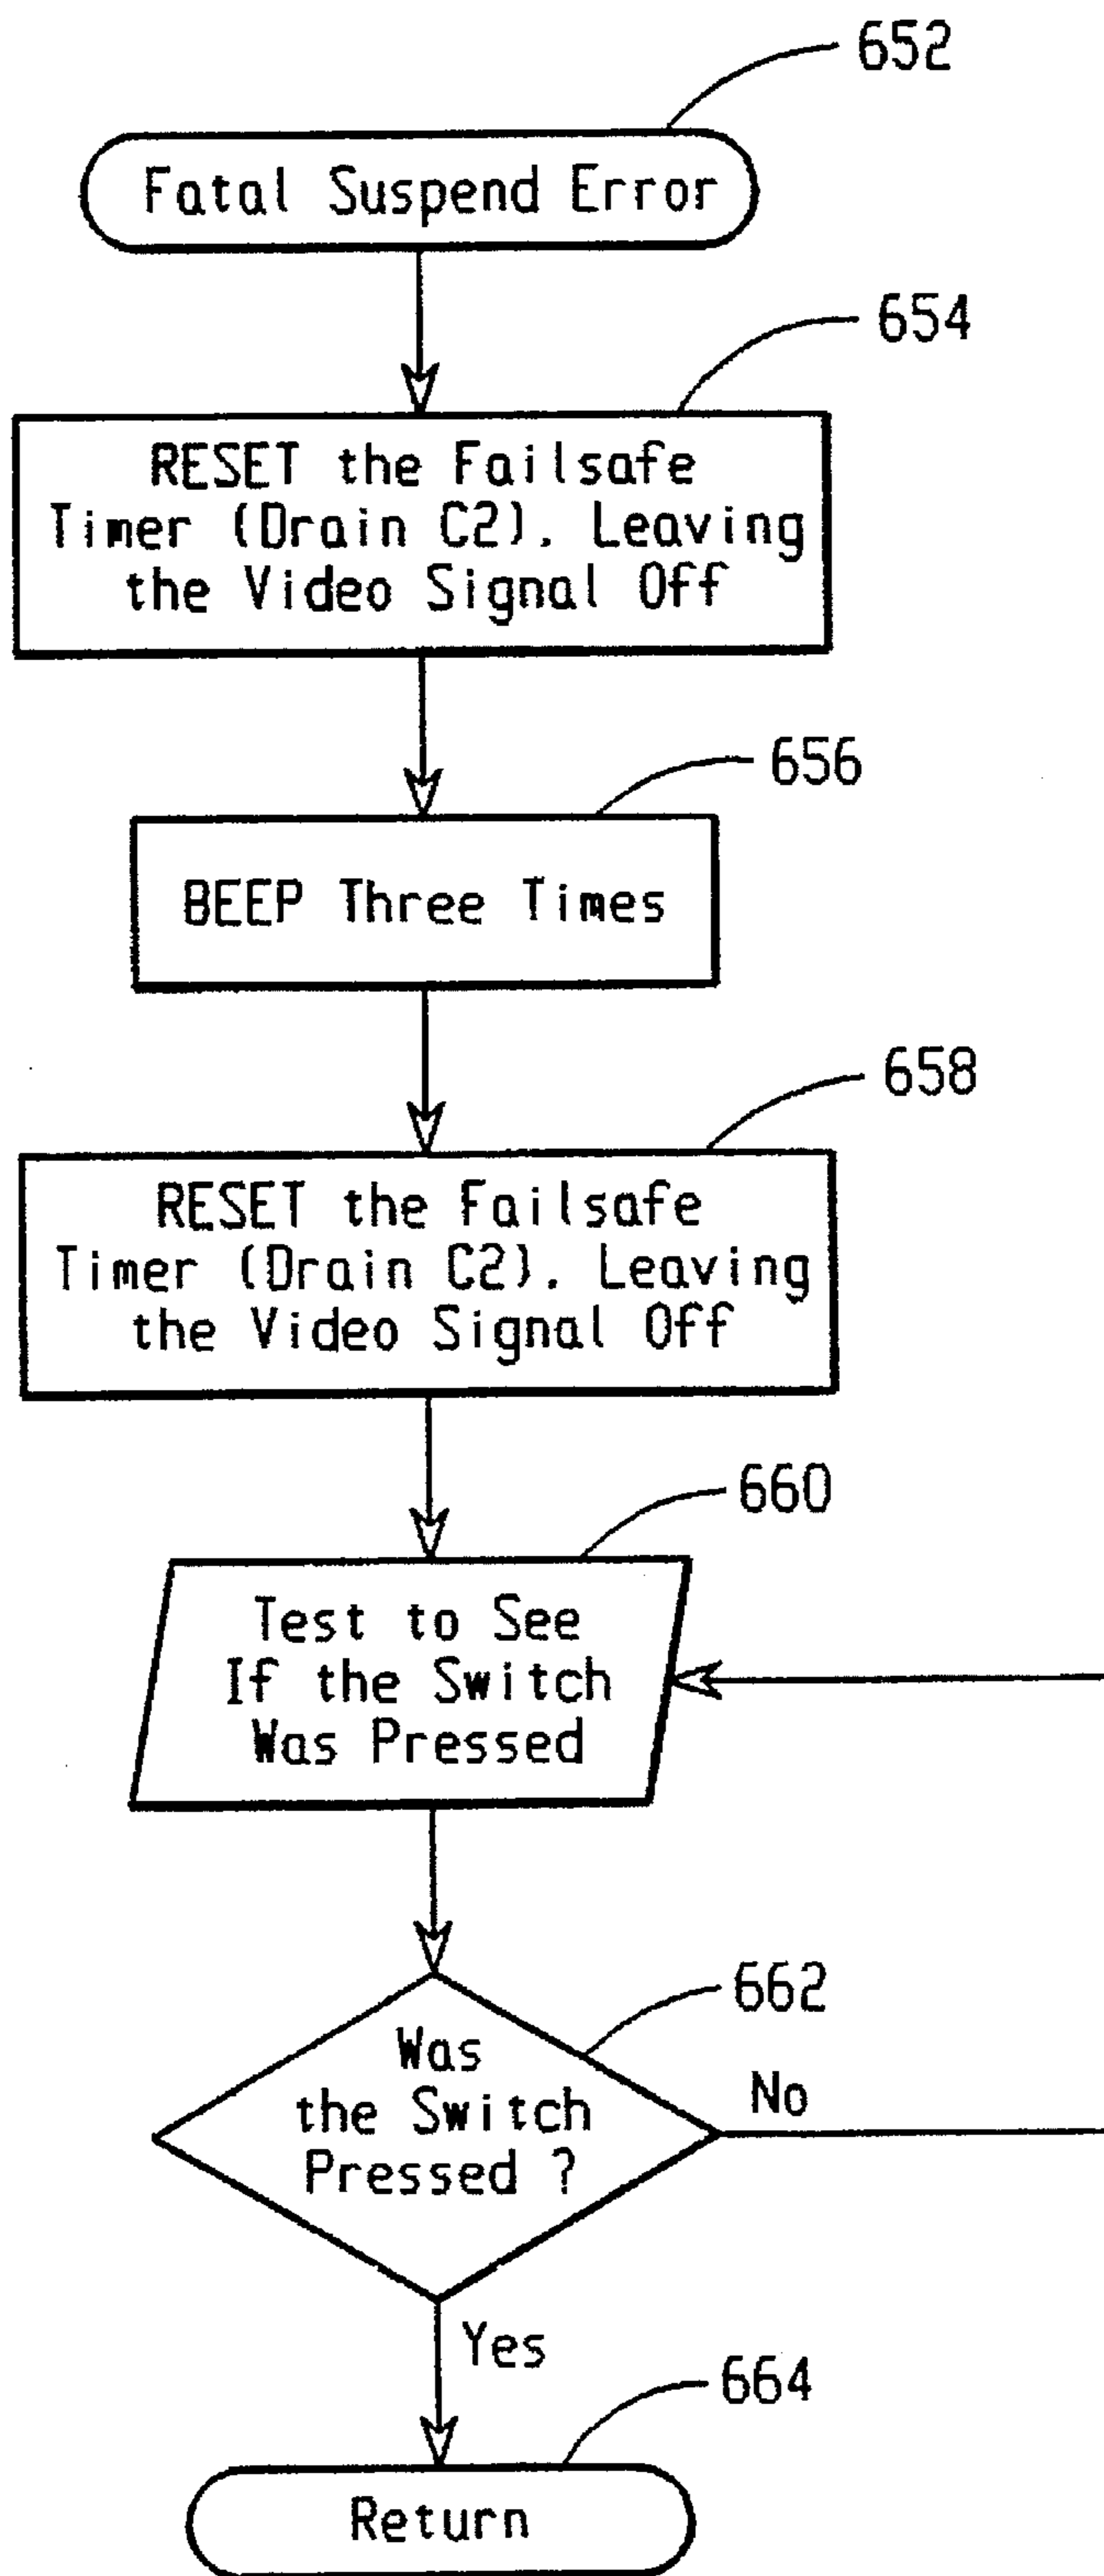 652
Fatal Suspend Error
654
RESET the Failsafe
Timer (Drain C2). Leaving
the Video Signal Off
656
BEEP Three Times
658
RESET the Failsafe
Timer (Drain C2). Leaving
the Video Signal Off
660
Test to See
If the Switch
Was Pressed
662
Was
the Switch
Pressed ?
No
Yes
664
Return